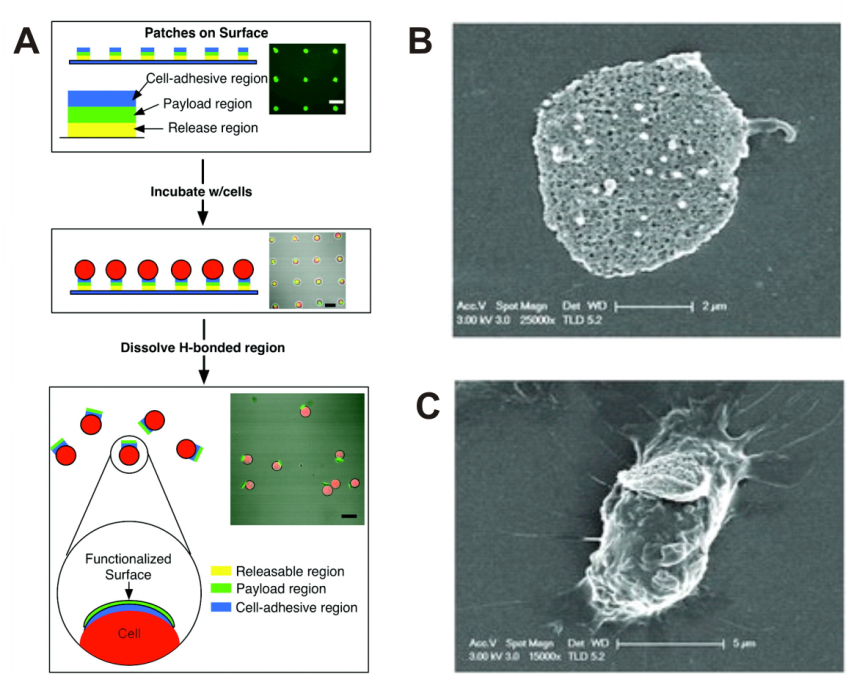 A
Patches on Surface
Cell-adhesive region
Payload region
Release region
Incubate w/cells
Dissolve H-bonded region
Functionalized
Surface
Cell
Releasable region
Payload region
Cell-adhesive region
B
Acc.V Spot Magn Det WD 2 µm
3.00 kV 3.0 25000x TLD 5.2
C
Acc.V Spot Magn Det WD 5 µm
3.00 kV 3.0 15000x TLD 5.2